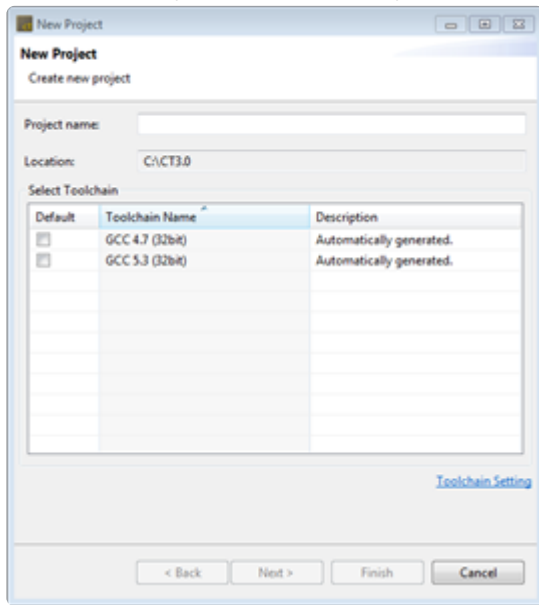 New Project
New Project
Create new project
Project name:
Location: C:\CT3.0
Select Toolchain
Default Toolchain Name Description
GCC 4.7 (32bit) Automatically generated.
GCC 5.3 (32bit) Automatically generated.
Toolchain Setting
< Back Next > Finish Cancel